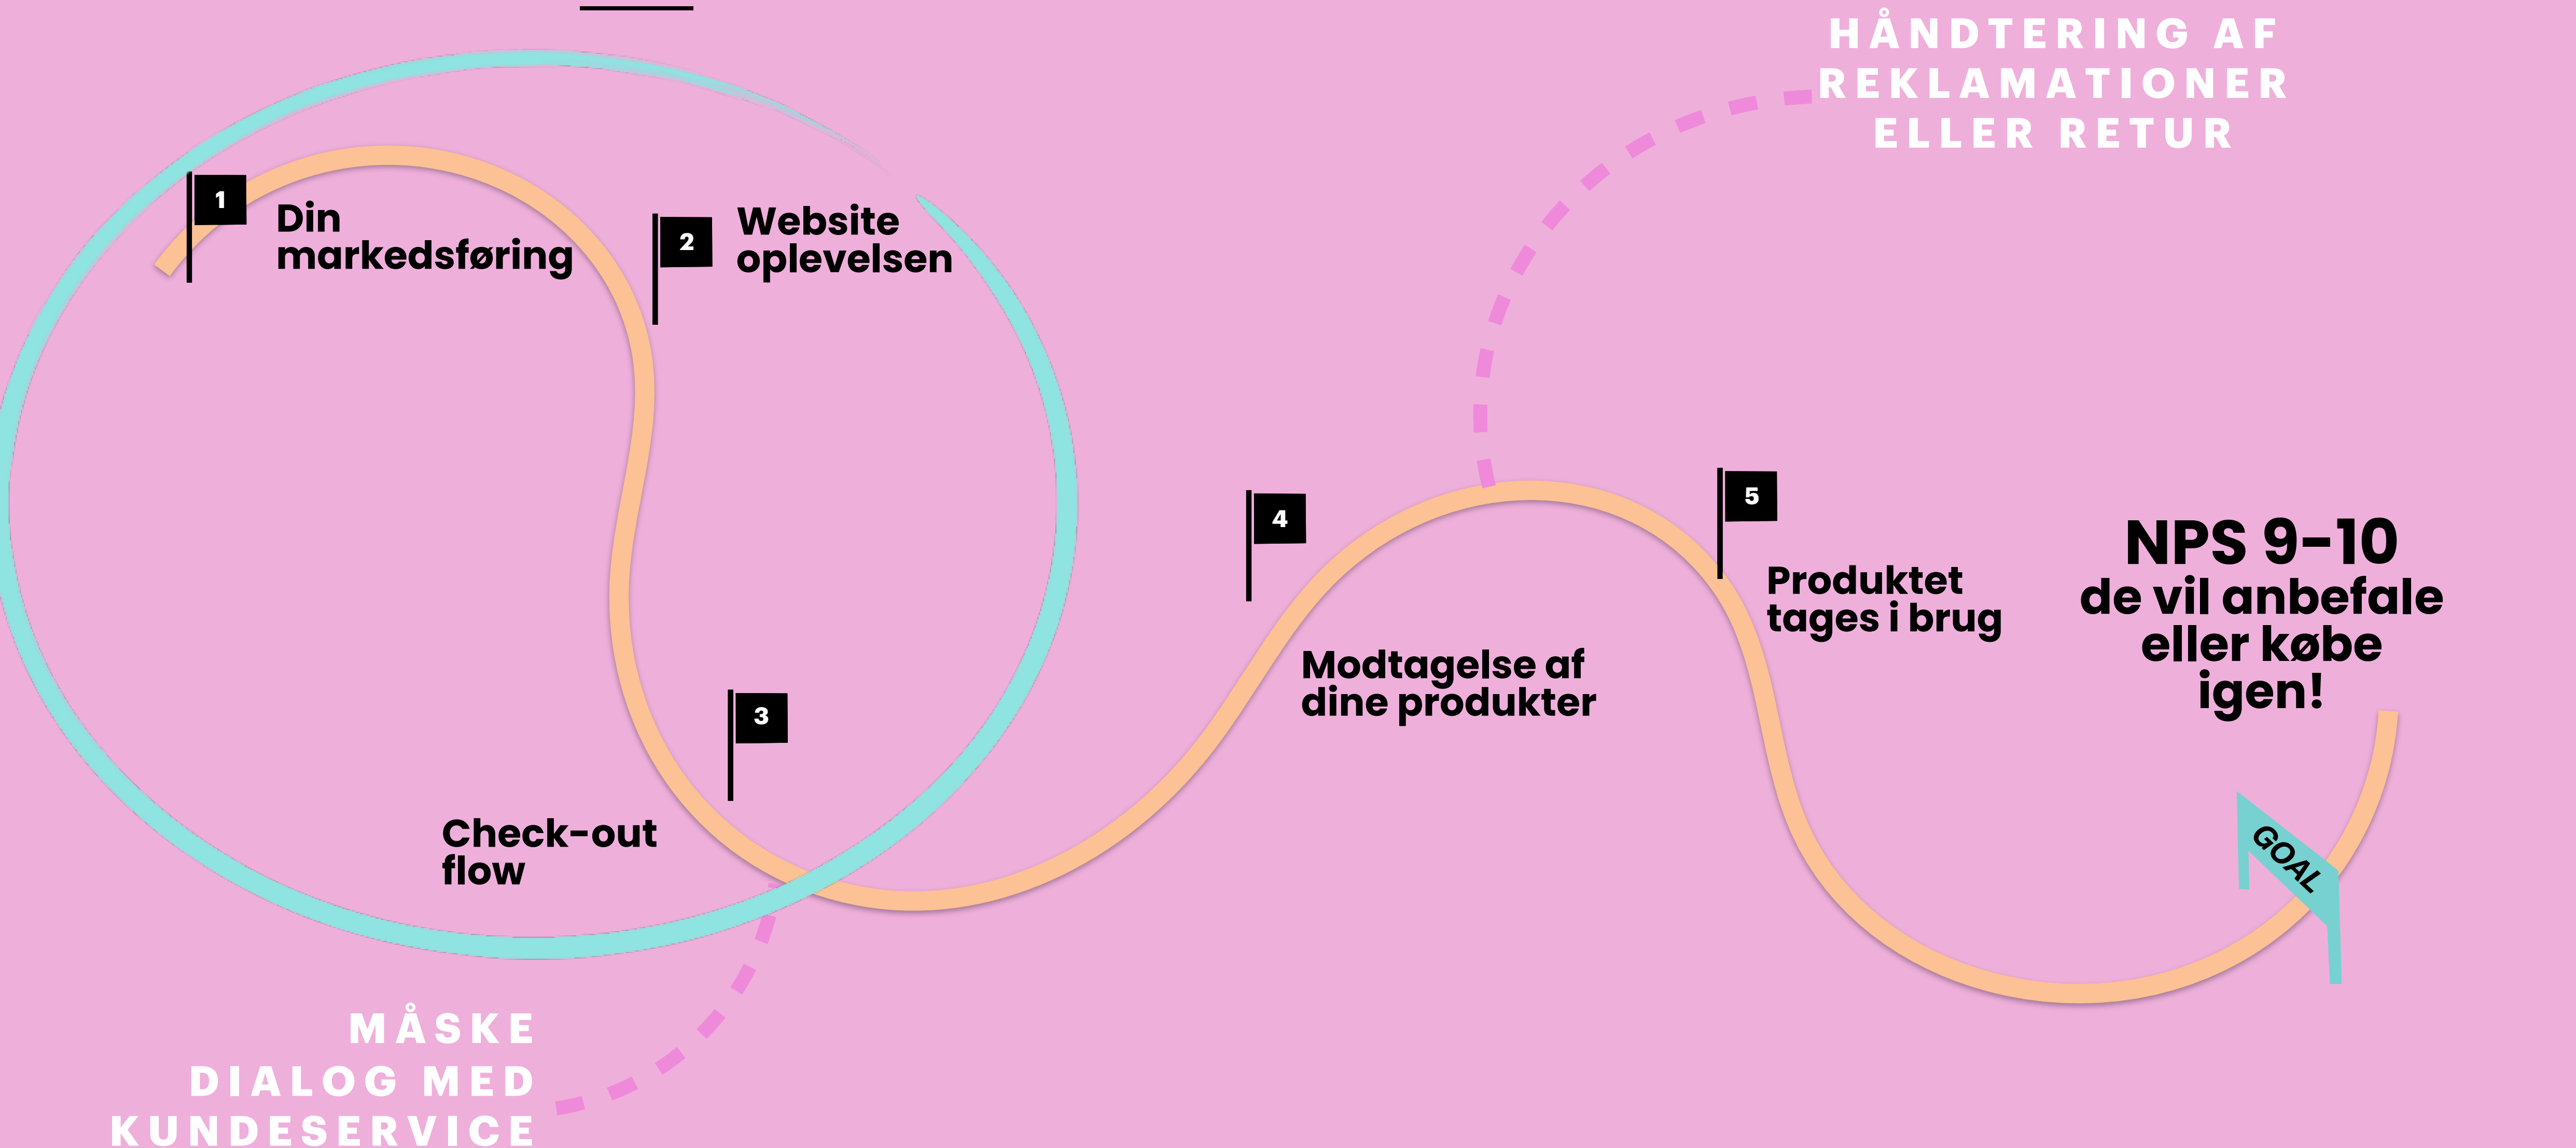 HÅNDTERING AF
REKLAMATIONER
ELLER RETUR
1
Din
markedsføring
2
Website
oplevelsen
3
Check-out
flow
4
Modtagelse af
dine produkter
5
Produktet
tages i brug
NPS 9-10
de vil anbefale
eller købe
igen!
GOAL
MÅSKE
DIALOG MED
KUNDESERVICE